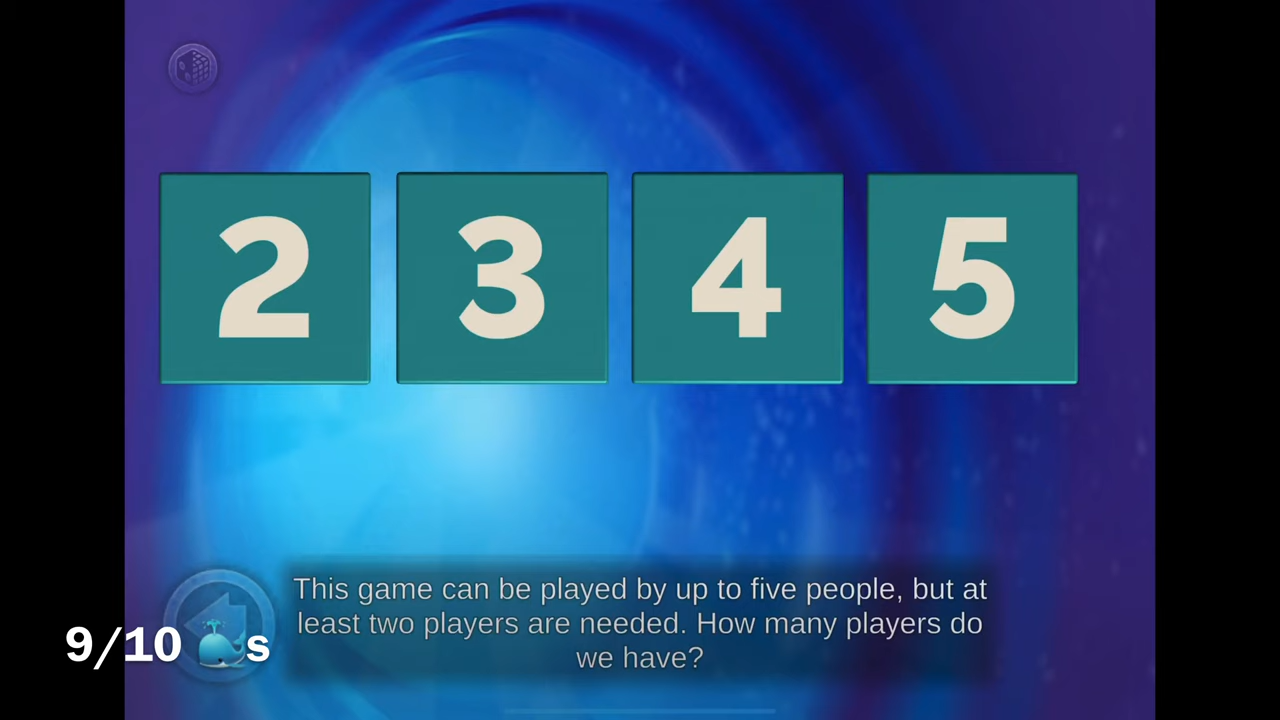 2 3 4 5
This game can be played by up to five people, but at
least two players are needed. How many players do
we have?
9/10 🐳s